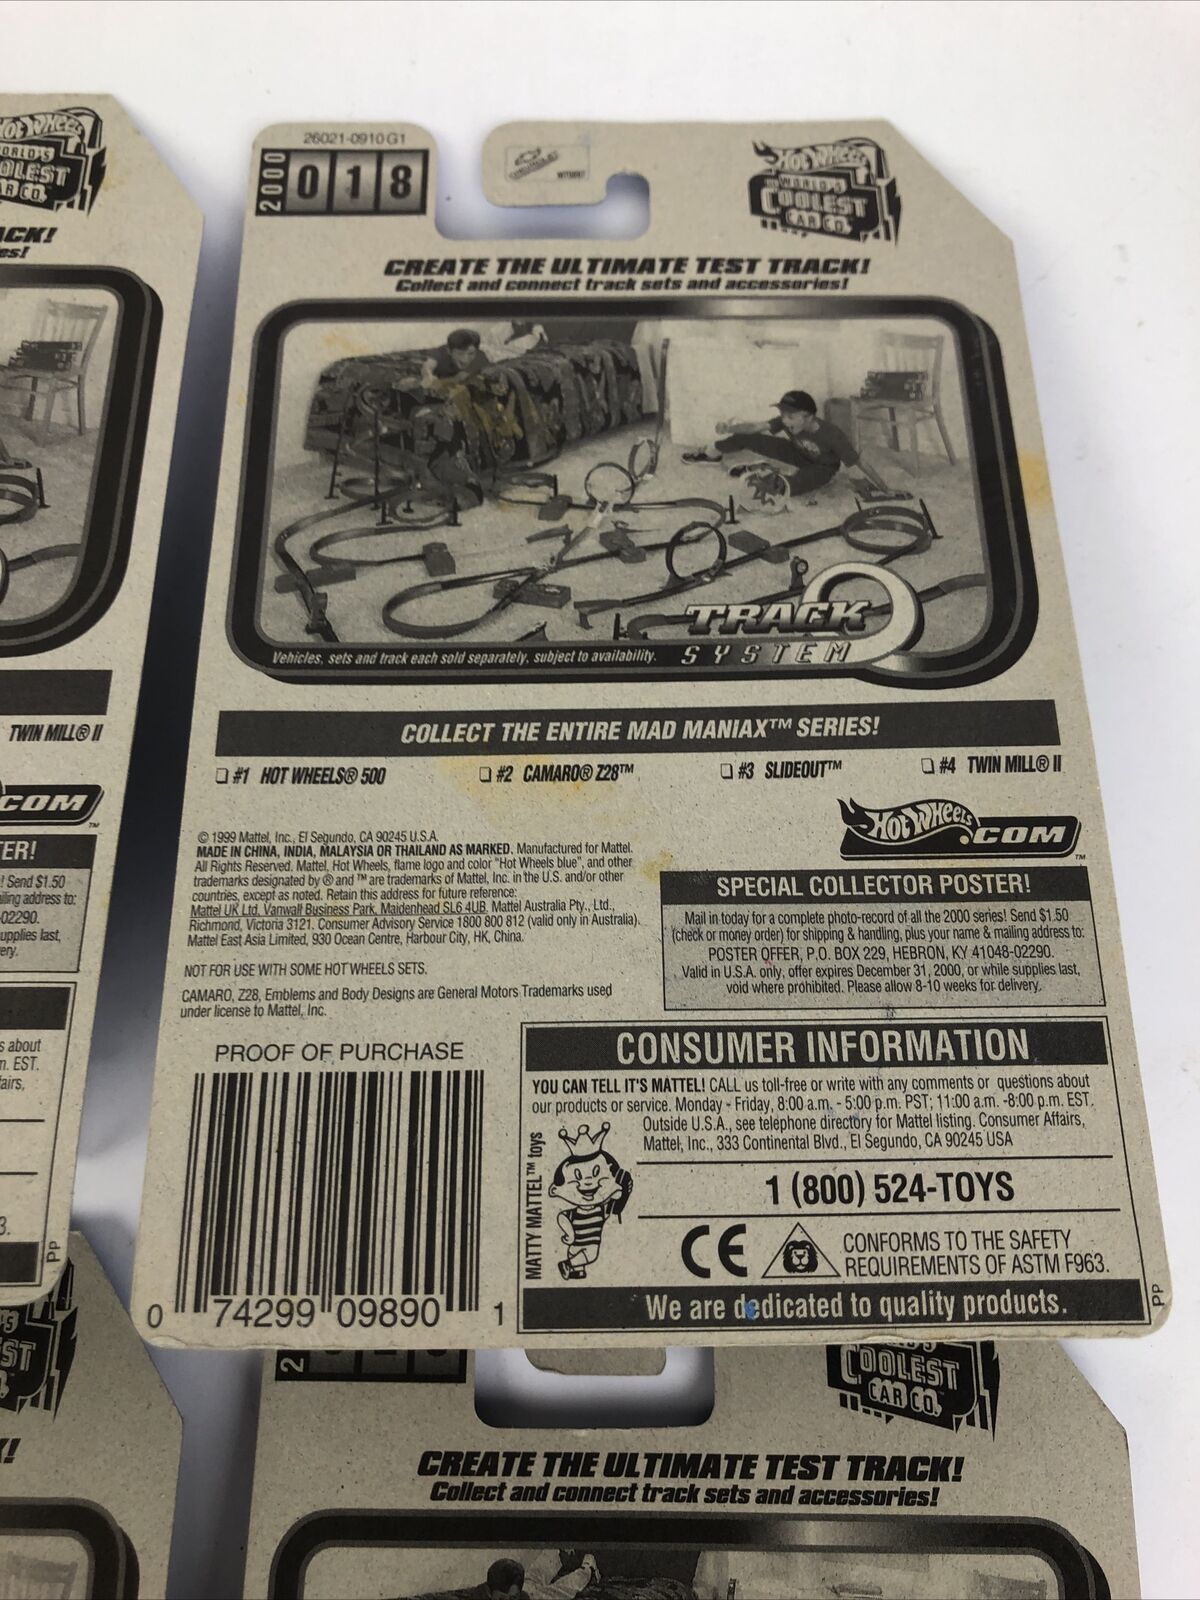 26021-0910 G1
2000
018
CHEVROLET
Hot Wheels
WORLD'S
COOLEST
CAR CO.
CREATE THE ULTIMATE TEST TRACK!
Collect and connect track sets and accessories!
Vehicles, sets and track each sold separately, subject to availability.
TRACK
SYSTEM
COLLECT THE ENTIRE MAD MANIAX™ SERIES!
#1 HOT WHEELS® 500
#2 CAMARO® Z28™
#3 SLIDEOUT™
#4 TWIN MILL® II
© 1999 Mattel, Inc., El Segundo, CA 90245 U.S.A.
MADE IN CHINA, INDIA, MALAYSIA OR THAILAND AS MARKED. Manufactured for Mattel.
All Rights Reserved. Mattel, Hot Wheels, flame logo and color "Hot Wheels blue", and other
trademarks designated by ® and ™ are trademarks of Mattel, Inc. in the U.S. and/or other
countries, except as noted. Retain this address for future reference:
Mattel UK Ltd, Vanwall Business Park, Maidenhead SL6 4UB. Mattel Australia Pty., Ltd.,
Richmond, Victoria 3121. Consumer Advisory Service 1800 800 812 (valid only in Australia).
Mattel East Asia Limited, 930 Ocean Centre, Harbour City, HK, China.
NOT FOR USE WITH SOME HOT WHEELS SETS.
CAMARO, Z28, Emblems and Body Designs are General Motors Trademarks used
under license to Mattel, Inc.
Hot Wheels
.COM™
SPECIAL COLLECTOR POSTER!
Mail in today for a complete photo-record of all the 2000 series! Send $1.50
(check or money order) for shipping & handling, plus your name & mailing address to:
POSTER OFFER, P.O. BOX 229, HEBRON, KY 41048-02290.
Valid in U.S.A. only, offer expires December 31, 2000, or while supplies last,
void where prohibited. Please allow 8-10 weeks for delivery.
PROOF OF PURCHASE
0 74299 09890 1
CONSUMER INFORMATION
YOU CAN TELL IT'S MATTEL! CALL us toll-free or write with any comments or questions about
our products or service. Monday - Friday, 8:00 a.m. - 5:00 p.m. PST; 11:00 a.m. -8:00 p.m. EST.
Outside U.S.A., see telephone directory for Mattel listing. Consumer Affairs,
Mattel, Inc., 333 Continental Blvd., El Segundo, CA 90245 USA
MATTY MATTEL™ toys
1 (800) 524-TOYS
CE
CONFORMS TO THE SAFETY
REQUIREMENTS OF ASTM F963.
We are dedicated to quality products.
PP
TWIN MILL® II
COM
™
Send $1.50
02290.
PP
COOLEST
CAR CO.
CREATE THE ULTIMATE TEST TRACK!
Collect and connect track sets and accessories!